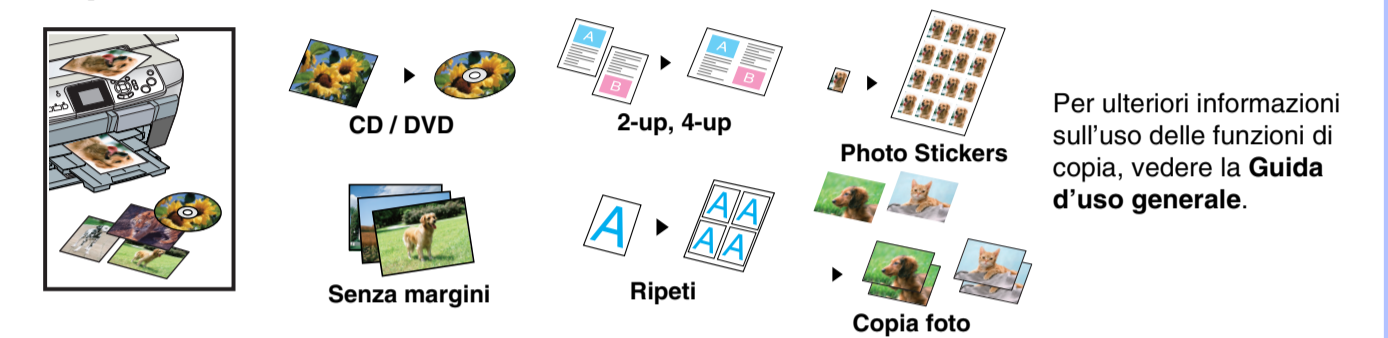 CD / DVD
A
B
A
B
2-up, 4-up
Photo Stickers
Senza margini
A
A A
A A
Ripeti
Copia foto
Per ulteriori informazioni
sull’uso delle funzioni di
copia, vedere la Guida
d’uso generale.